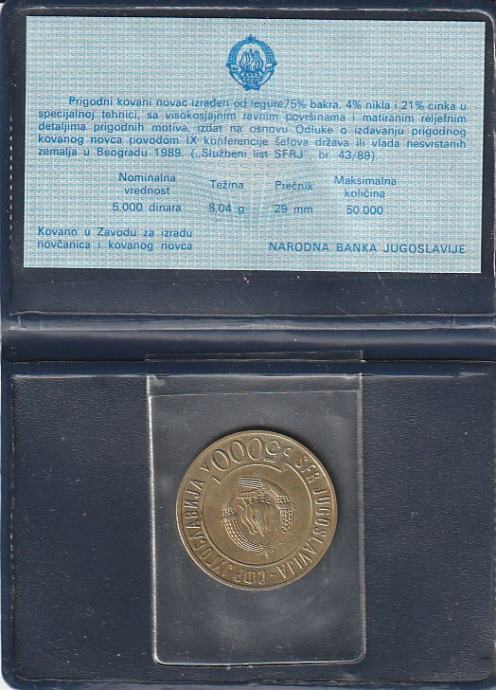 Prigodni kovani novac izrađen od legure 75% bakra, 4% nikla i 21% cinka u
specijalnoj tehnici, sa visokosjajnim ravnim površinama i matiranim reljefnim
detaljima prigodnih motiva, izdat na osnovu Odluke o izdavanju prigodnog
kovanog novca povodom IX konferencije šefova država ili vlada nesvrstanih
zemalja u Beogradu 1989. („Službeni list SFRJ” br. 43/89).
Nominalna vrednost Težina Prečnik Maksimalna količina
5.000 dinara 8,04 g 29 mm 50.000
Kovano u Zavodu za izradu
novčanica i kovanog novca
NARODNA BANKA JUGOSLAVIJE
5000
SFR JUGOSLAVIJA · СФР ЈУГОСЛАВИЈА